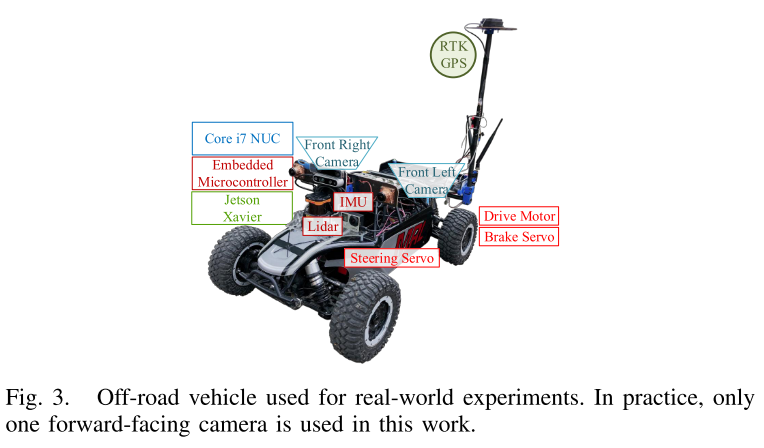 RTK
GPS
Core i7 NUC
Front Right
Camera
Embedded
Microcontroller
Front Left
Camera
Jetson
Xavier
IMU
Lidar
Drive Motor
Brake Servo
Steering Servo
Fig. 3. Off-road vehicle used for real-world experiments. In practice, only
one forward-facing camera is used in this work.